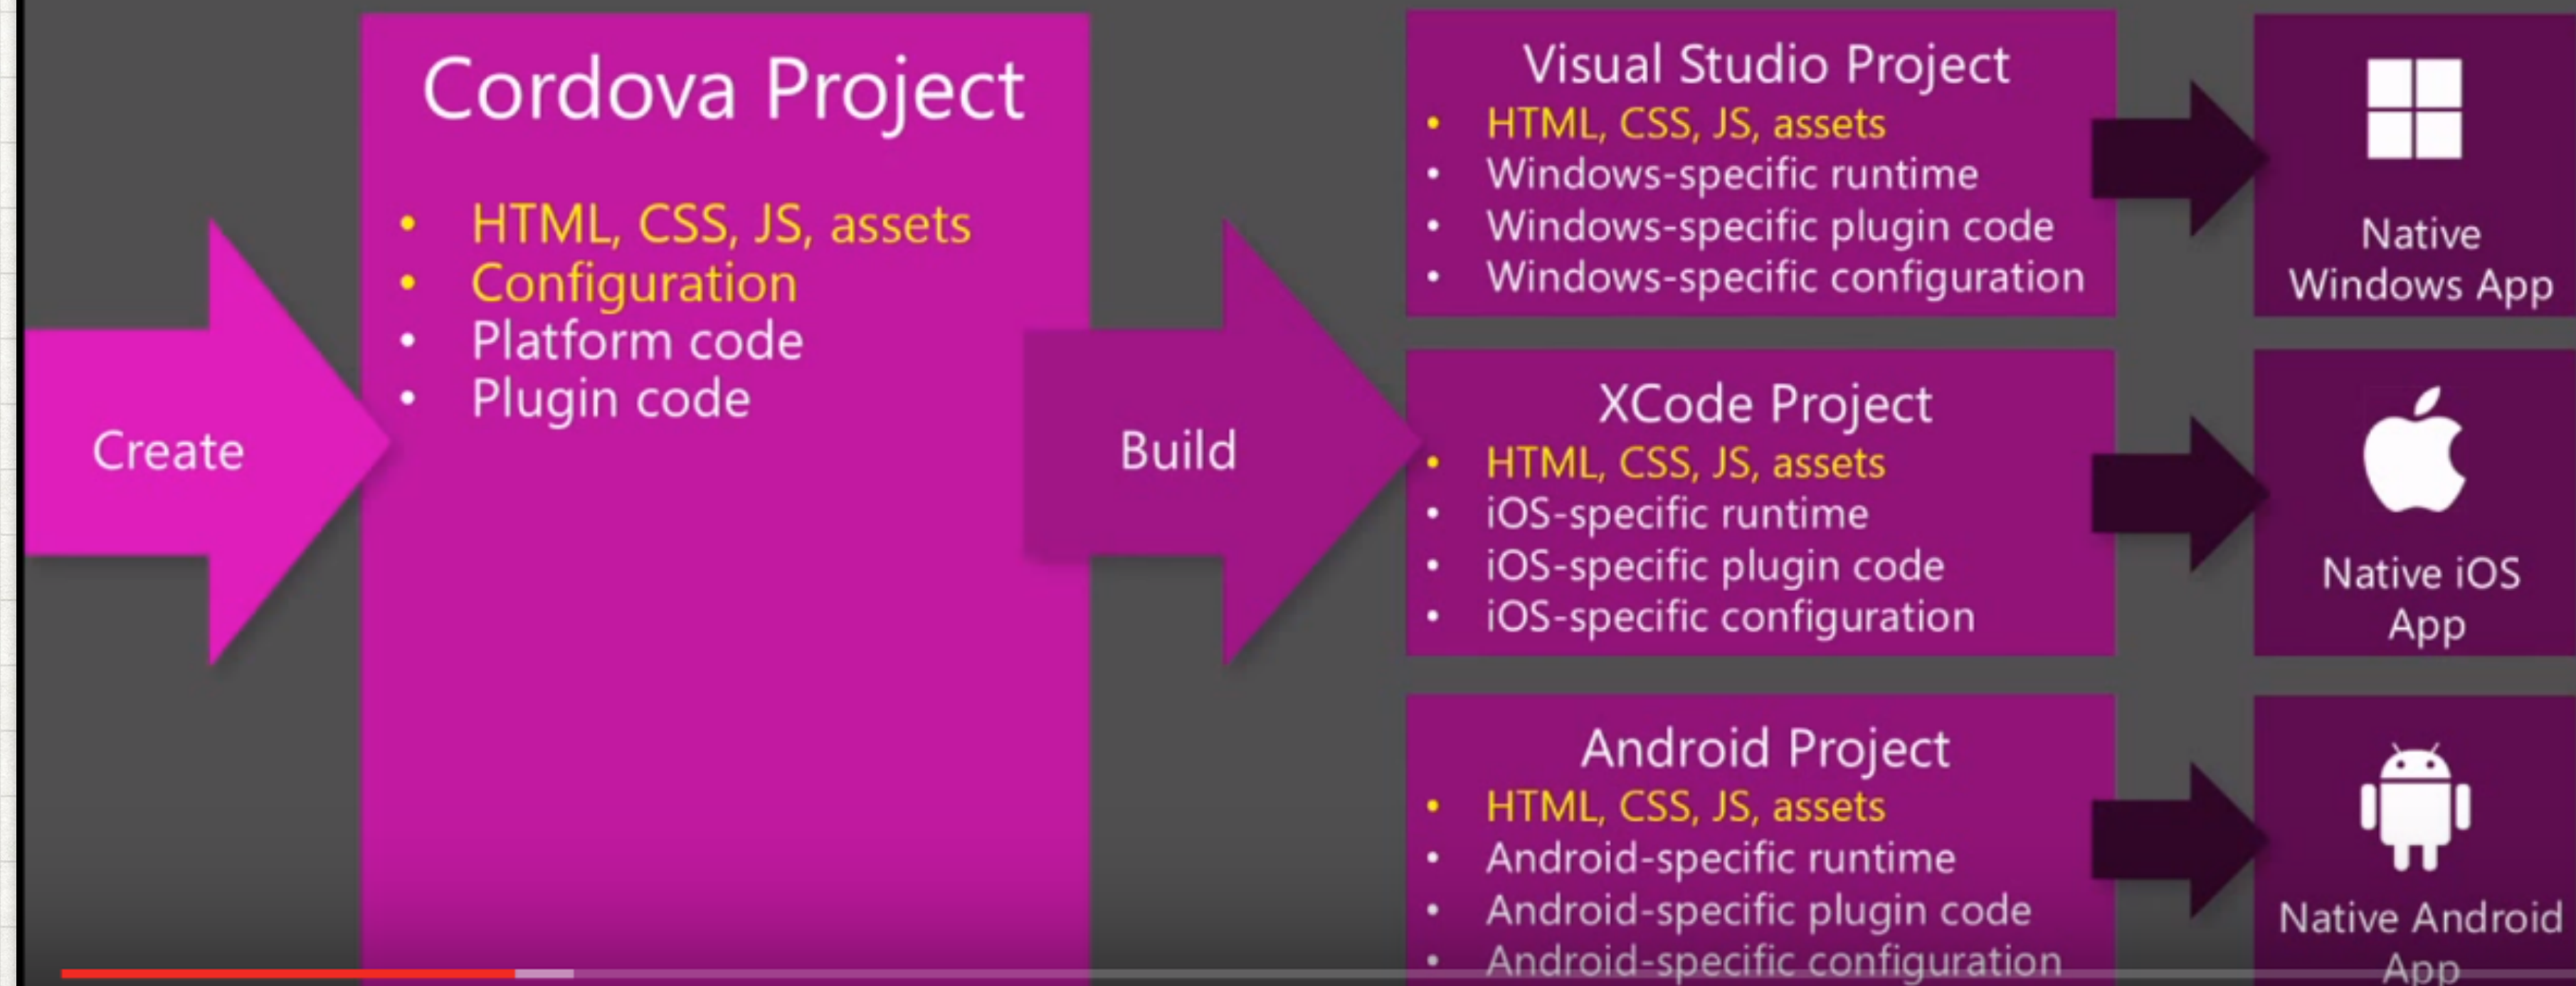 Create
Cordova Project
• HTML, CSS, JS, assets
• Configuration
• Platform code
• Plugin code
Build
Visual Studio Project
• HTML, CSS, JS, assets
• Windows-specific runtime
• Windows-specific plugin code
• Windows-specific configuration
Native
Windows App
XCode Project
• HTML, CSS, JS, assets
• iOS-specific runtime
• iOS-specific plugin code
• iOS-specific configuration
Native iOS
App
Android Project
• HTML, CSS, JS, assets
• Android-specific runtime
• Android-specific plugin code
• Android-specific configuration
Native Android
App